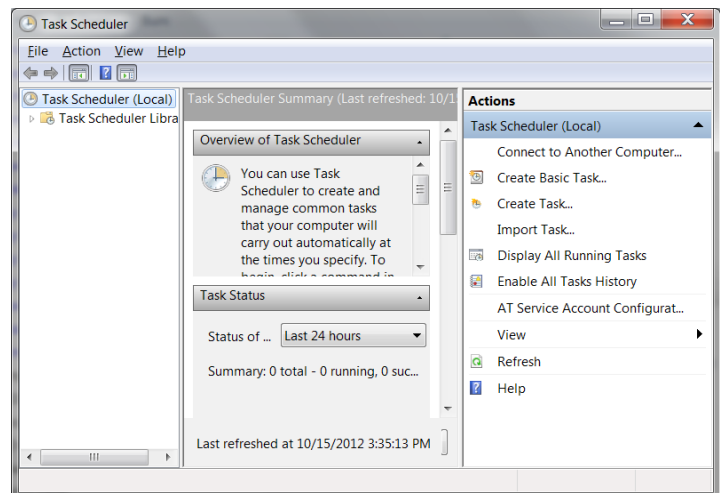 Task Scheduler
File Action View Help
Task Scheduler (Local)
Task Scheduler Libra
Task Scheduler Summary (Last refreshed: 10/1
Overview of Task Scheduler
You can use Task
Scheduler to create and
manage common tasks
that your computer will
carry out automatically at
the times you specify. To
begin, click a command in
Task Status
Status of ... Last 24 hours
Summary: 0 total - 0 running, 0 suc...
Last refreshed at 10/15/2012 3:35:13 PM
Actions
Task Scheduler (Local)
Connect to Another Computer...
Create Basic Task...
Create Task...
Import Task...
Display All Running Tasks
Enable All Tasks History
AT Service Account Configurat...
View
Refresh
Help